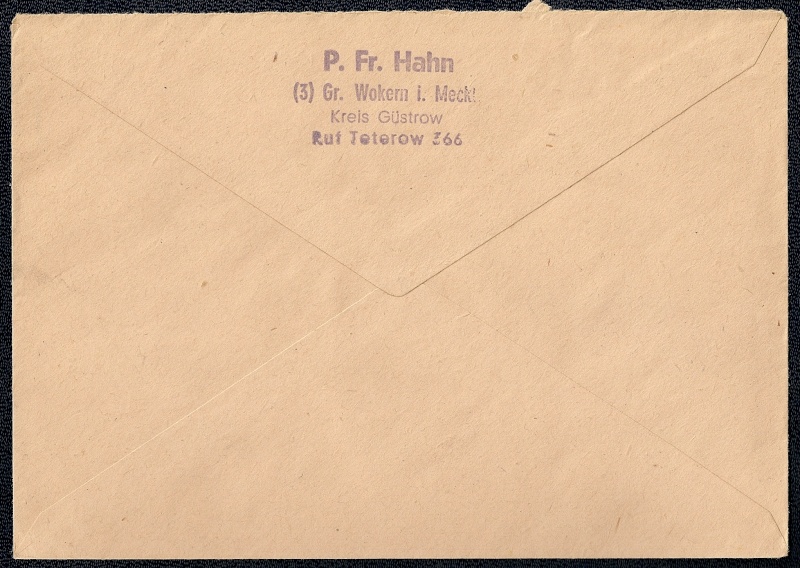 P. Fr. Hahn
(3) Gr. Wokern i. Meckl.
Kreis Güstrow
Ruf Teterow 366